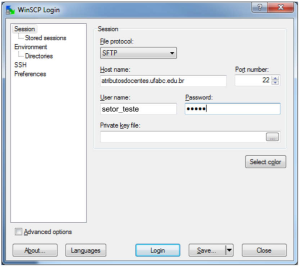 WinSCP Login
Session
Stored sessions
Environment
Directories
SSH
Preferences
Session
File protocol:
SFTP
Host name:
Port number:
atributosdocentes.ufabc.edu.br
22
User name:
Password:
setor_teste
●●●●●
Private key file:
...
Select color
Advanced options
About...
Languages
Login
Save...
Close